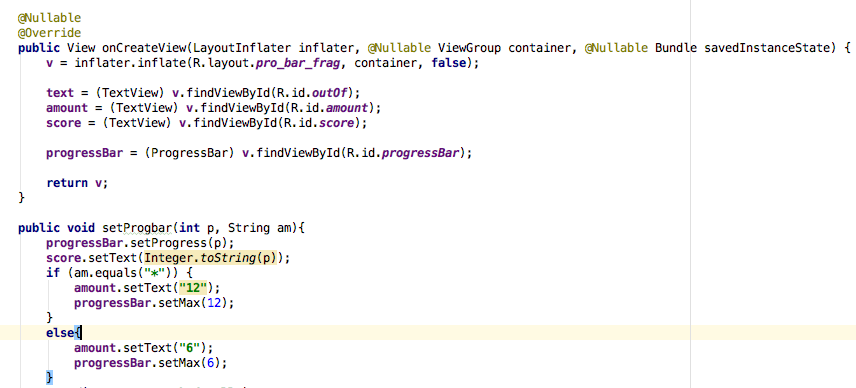 @Nullable
@Override
public View onCreateView(LayoutInflater inflater, @Nullable ViewGroup container, @Nullable Bundle savedInstanceState) {
    v = inflater.inflate(R.layout.pro_bar_frag, container, false);
    text = (TextView) v.findViewById(R.id.outOf);
    amount = (TextView) v.findViewById(R.id.amount);
    score = (TextView) v.findViewById(R.id.score);
    progressBar = (ProgressBar) v.findViewById(R.id.progressBar);
    return v;
}
public void setProgbar(int p, String am){
    progressBar.setProgress(p);
    score.setText(Integer.toString(p));
    if (am.equals("*")) {
        amount.setText("12");
        progressBar.setMax(12);
    }
    else{
        amount.setText("6");
        progressBar.setMax(6);
    }